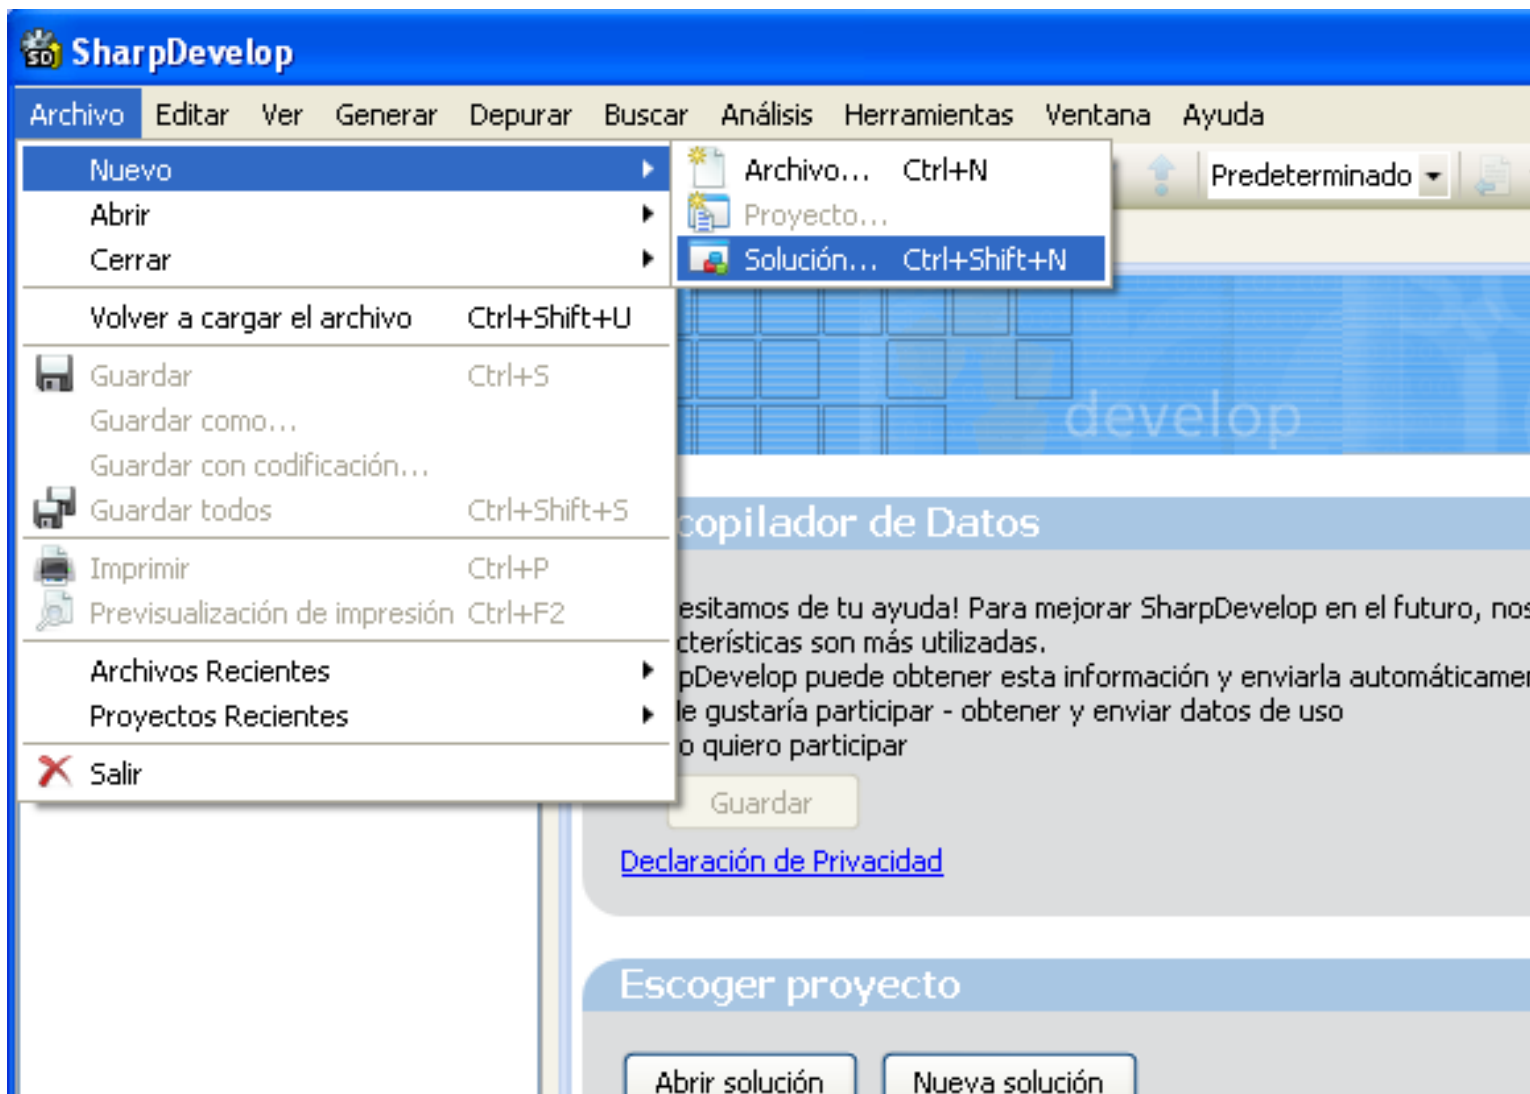 SharpDevelop
Archivo Editar Ver Generar Depurar Buscar Análisis Herramientas Ventana Ayuda
Nuevo
Abrir
Cerrar
Volver a cargar el archivo Ctrl+Shift+U
Guardar Ctrl+S
Guardar como...
Guardar con codificación...
Guardar todos Ctrl+Shift+S
Imprimir Ctrl+P
Previsualización de impresión Ctrl+F2
Archivos Recientes
Proyectos Recientes
Salir
Archivo... Ctrl+N
Proyecto...
Solución... Ctrl+Shift+N
Predeterminado
develop
copilador de Datos
esitamos de tu ayuda! Para mejorar SharpDevelop en el futuro, nos
cterísticas son más utilizadas.
pDevelop puede obtener esta información y enviarla automáticamen
le gustaría participar - obtener y enviar datos de uso
o quiero participar
Guardar
Declaración de Privacidad
Escoger proyecto
Abrir solución Nueva solución